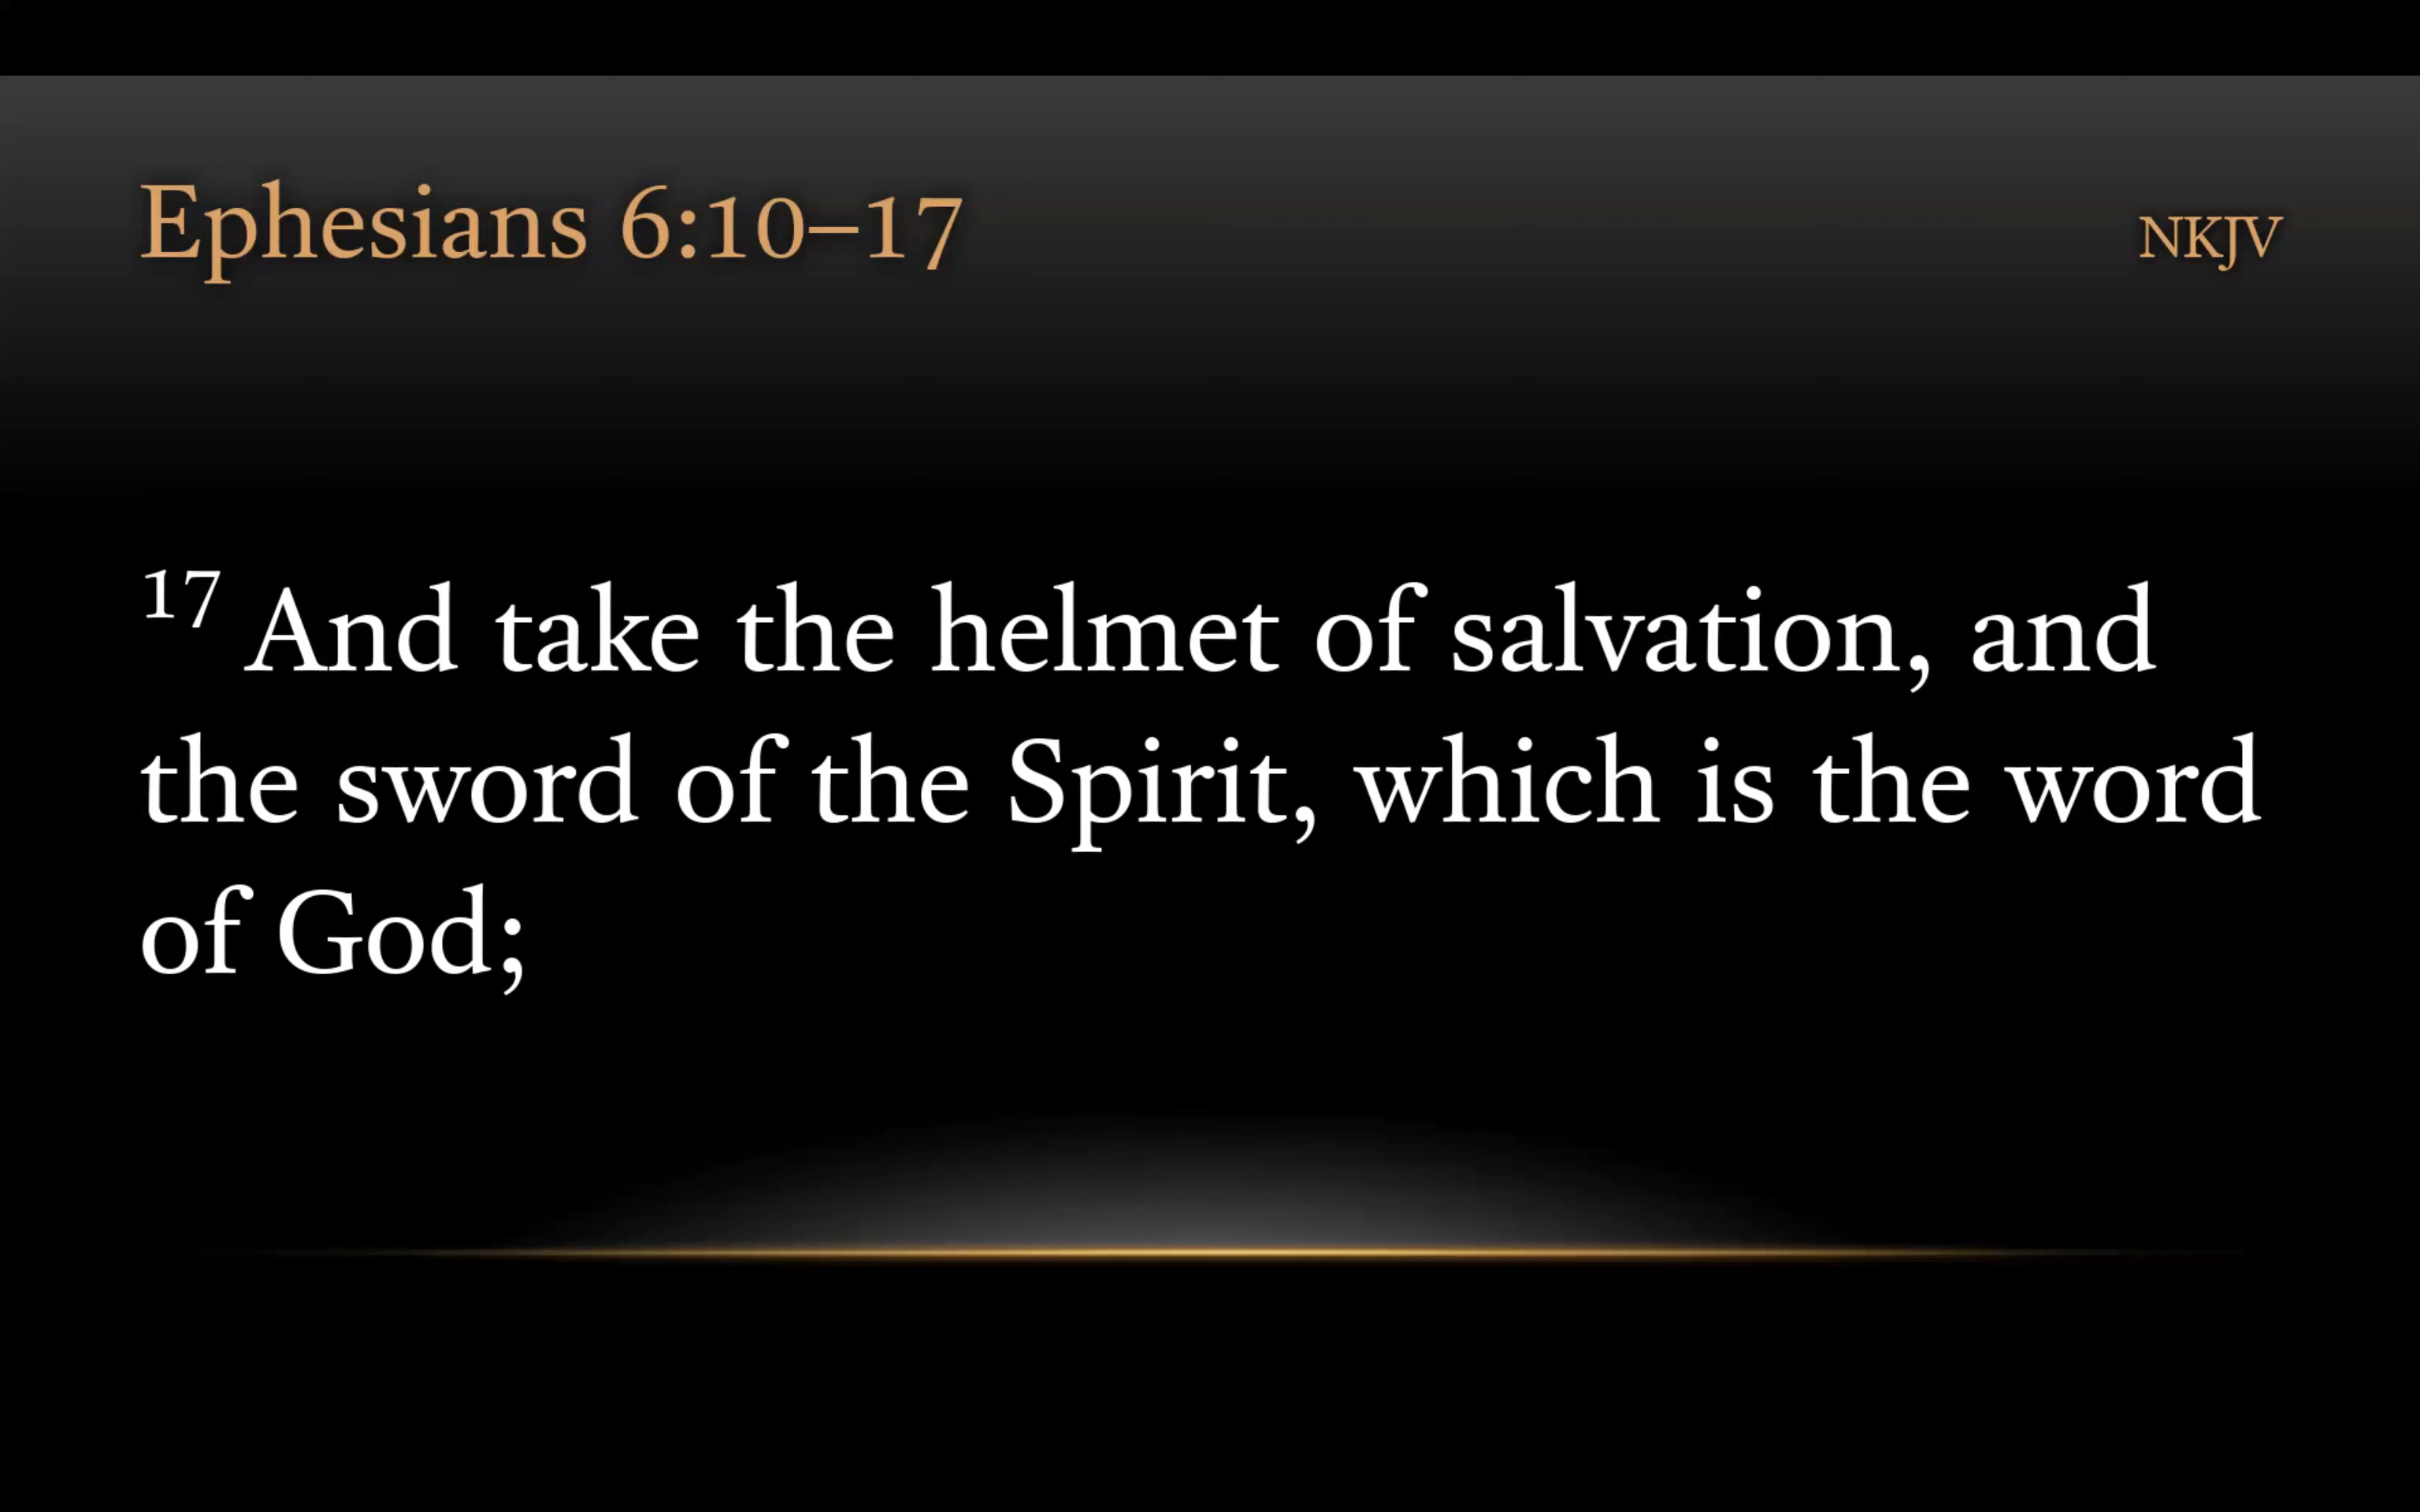 Ephesians 6:10–17
NKJV
17 And take the helmet of salvation, and
the sword of the Spirit, which is the word
of God;